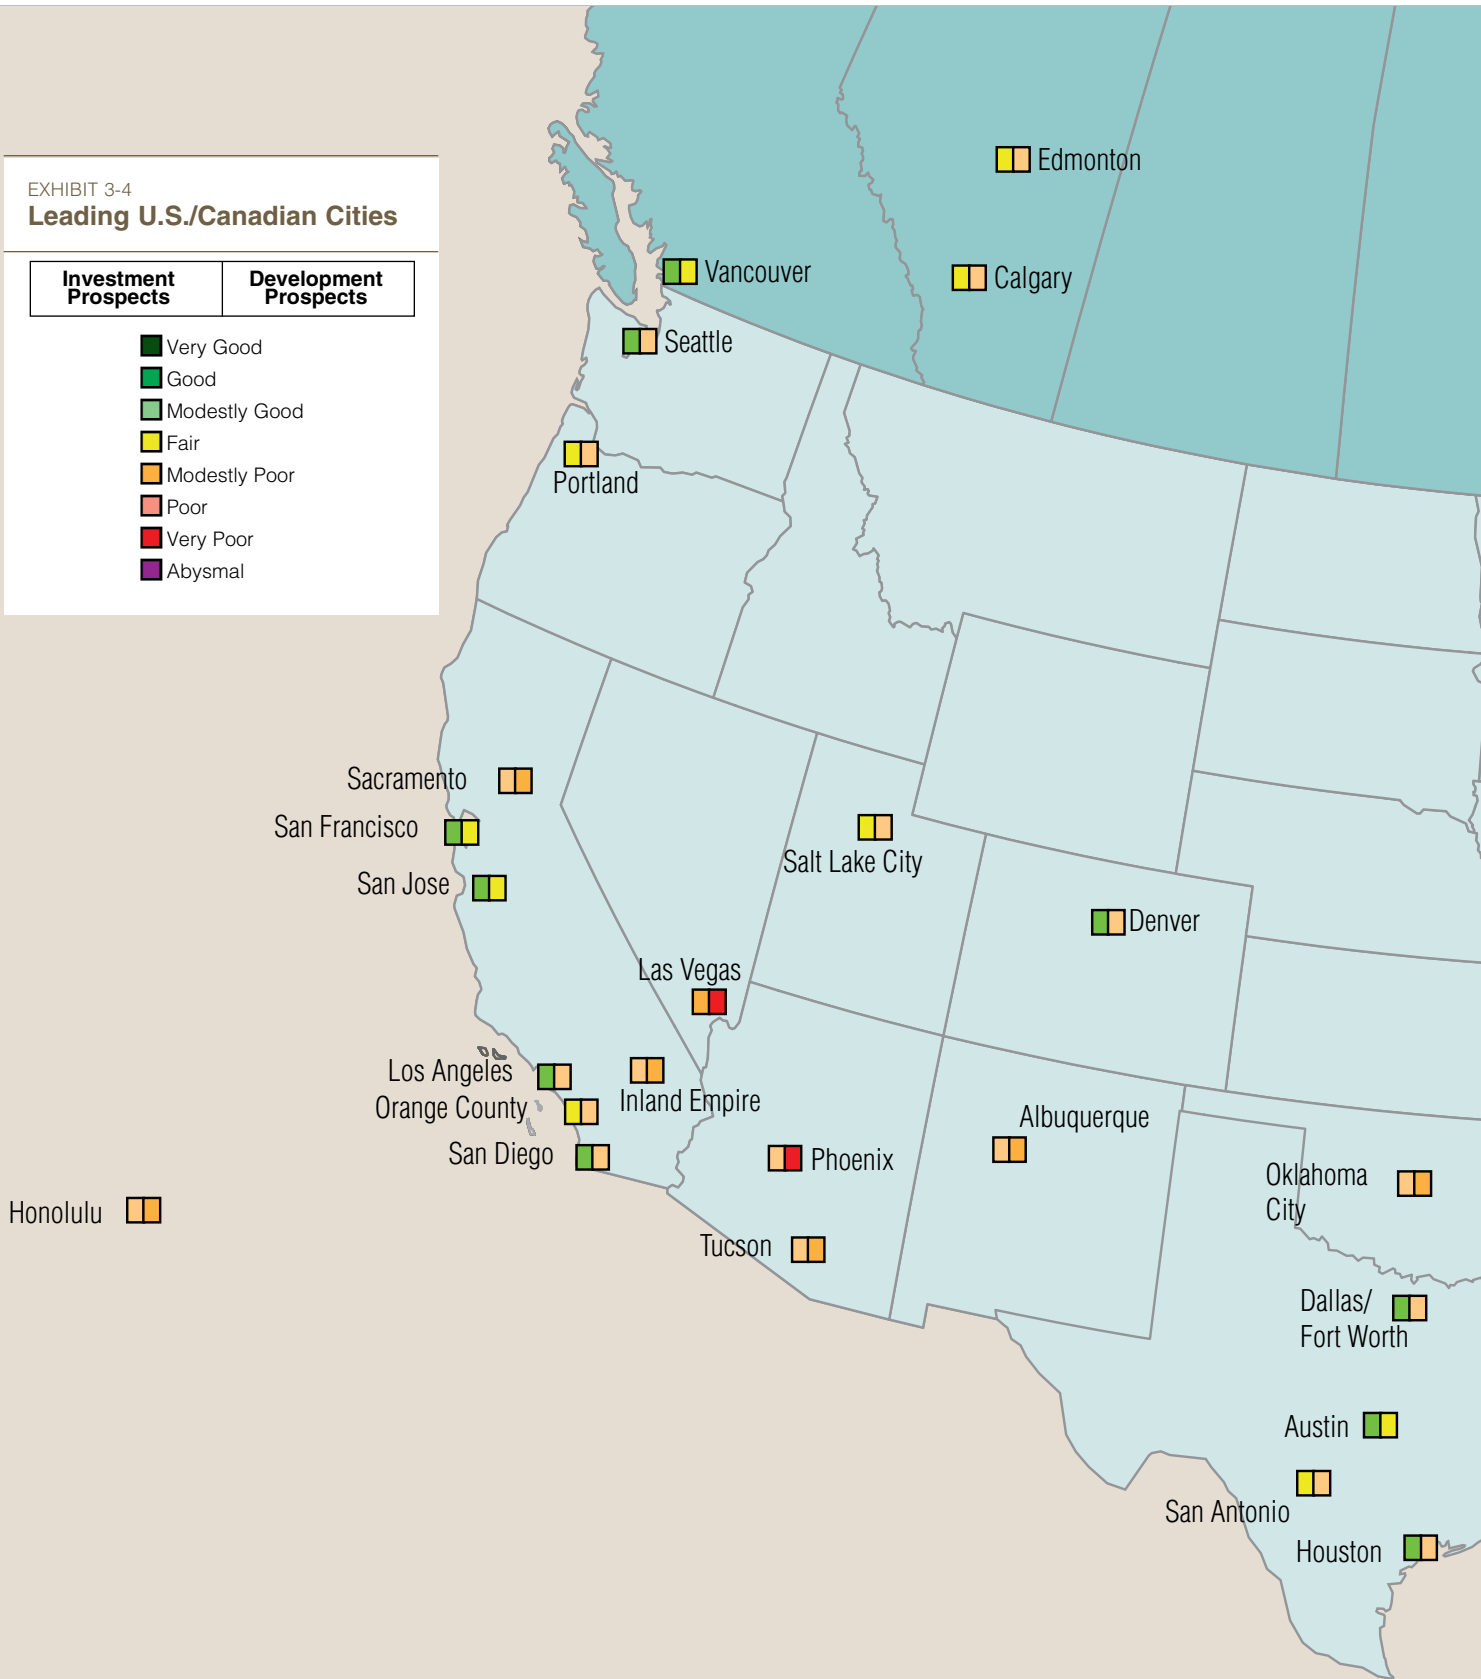 EXHIBIT 3-4
Leading U.S./Canadian Cities
Investment
Prospects
Development
Prospects
Very Good
Good
Modestly Good
Fair
Modestly Poor
Poor
Very Poor
Abysmal
Edmonton
Vancouver
Calgary
Seattle
Portland
Sacramento
San Francisco
San Jose
Salt Lake City
Denver
Las Vegas
Los Angeles
Orange County
Inland Empire
San Diego
Phoenix
Albuquerque
Oklahoma
City
Honolulu
Tucson
Dallas/
Fort Worth
Austin
San Antonio
Houston